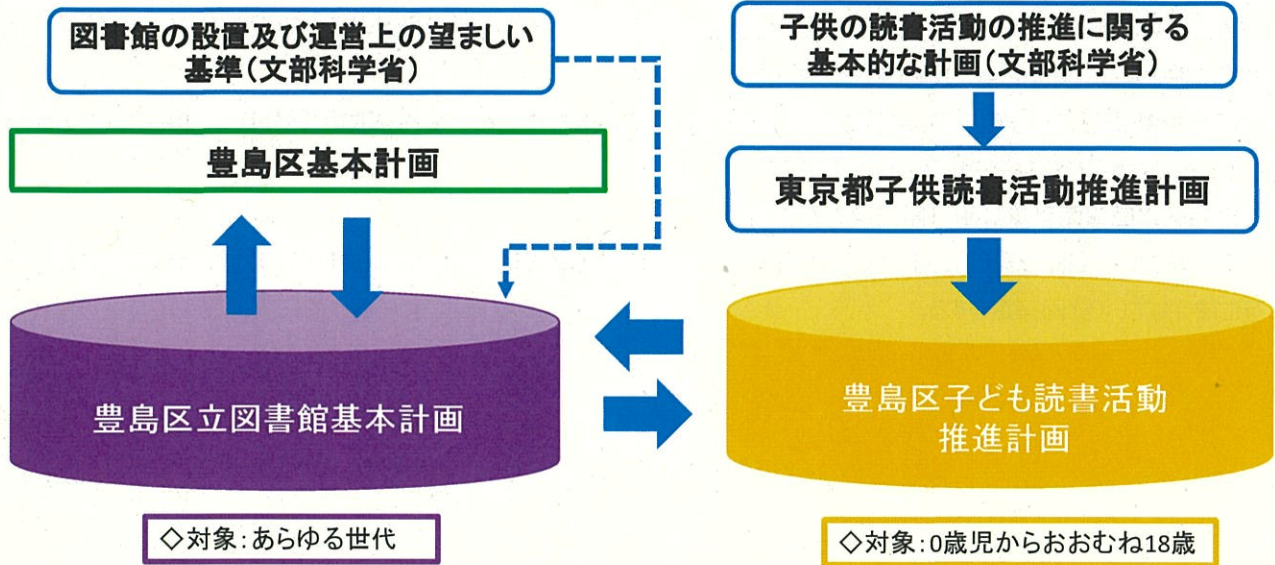 図書館の設置及び運営上の望ましい
基準(文部科学省)
豊島区基本計画
豊島区立図書館基本計画
◇対象:あらゆる世代
子供の読書活動の推進に関する
基本的な計画(文部科学省)
東京都子供読書活動推進計画
豊島区子ども読書活動
推進計画
◇対象:0歳児からおおむね18歳